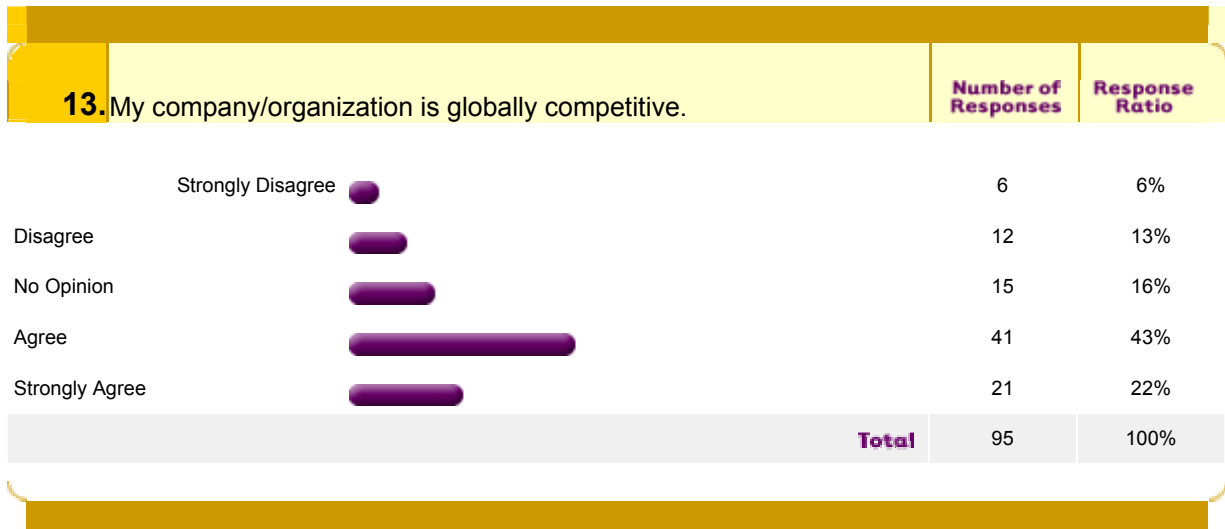 13. My company/organization is globally competitive. Number of Responses Response Ratio
Strongly Disagree 6 6%
Disagree 12 13%
No Opinion 15 16%
Agree 41 43%
Strongly Agree 21 22%
Total 95 100%